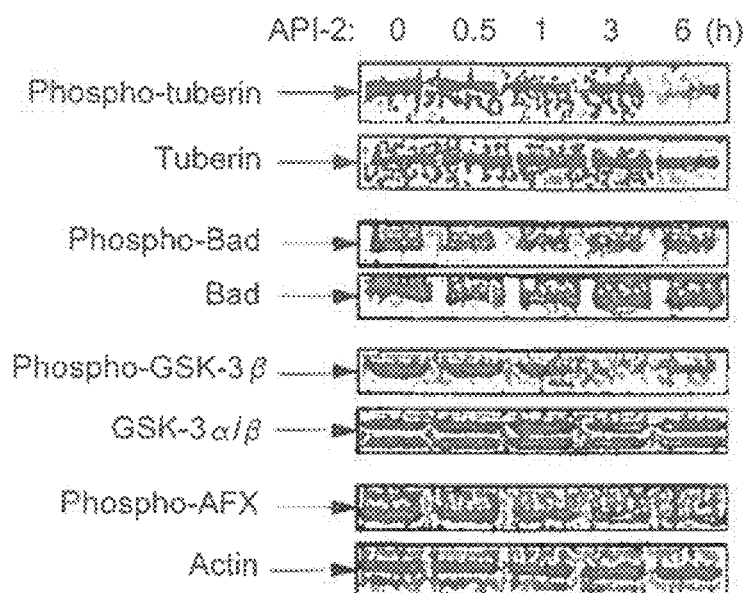 API-2: 0 0.5 1 3 6 (h)
Phospho-tuberin
Tuberin
Phospho-Bad
Bad
Phospho-GSK-3β
GSK-3α/β
Phospho-AFX
Actin